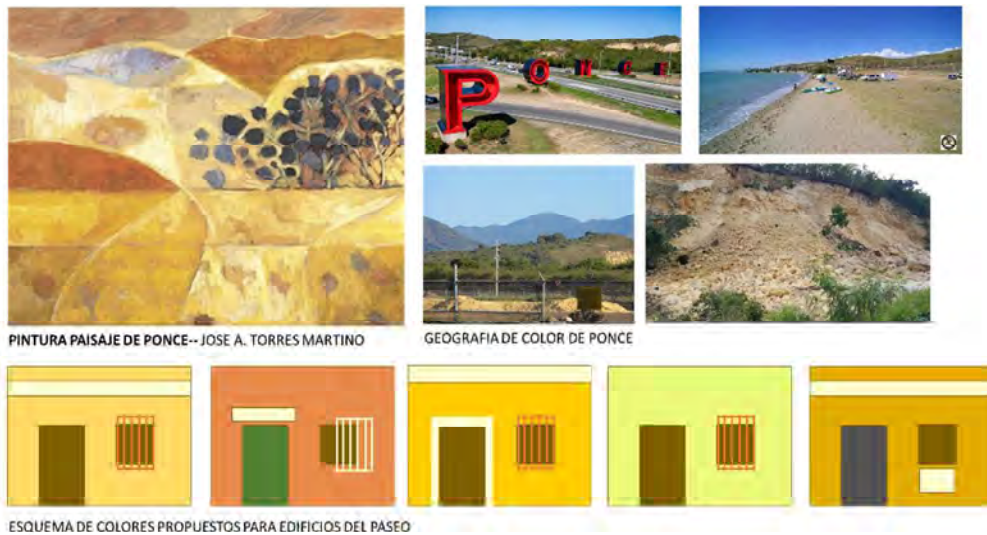 PONCE
PINTURA PAISAJE DE PONCE-- JOSE A. TORRES MARTINO
GEOGRAFIA DE COLOR DE PONCE
ESQUEMA DE COLORES PROPUESTOS PARA EDIFICIOS DEL PASEO